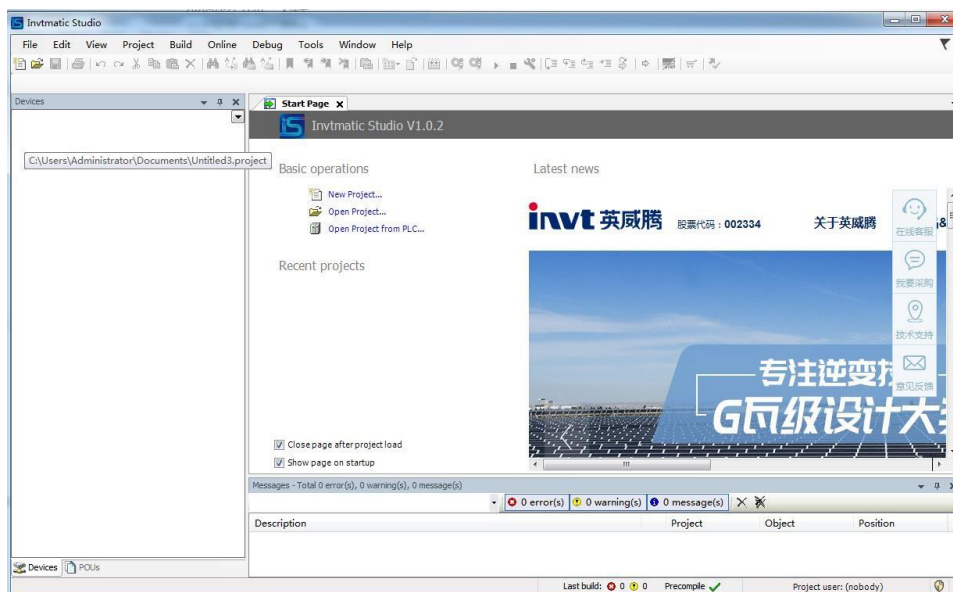 Invtmatic Studio
File Edit View Project Build Online Debug Tools Window Help
Devices
Start Page
Invtmatic Studio V1.0.2
C:\Users\Administrator\Documents\Untitled3.project
Basic operations
Latest news
New Project...
Open Project...
Open Project from PLC...
invt 英威腾 股票代码：002334 关于英威腾
在线客服
Recent projects
我要采购
技术支持
意见反馈
专注逆变技
G瓦级设计大
Close page after project load
Show page on startup
Messages - Total 0 error(s), 0 warning(s), 0 message(s)
0 error(s) 0 warning(s) 0 message(s)
Description Project Object Position
Devices POUs
Last build: 0 0 Precompile Project user: (nobody)